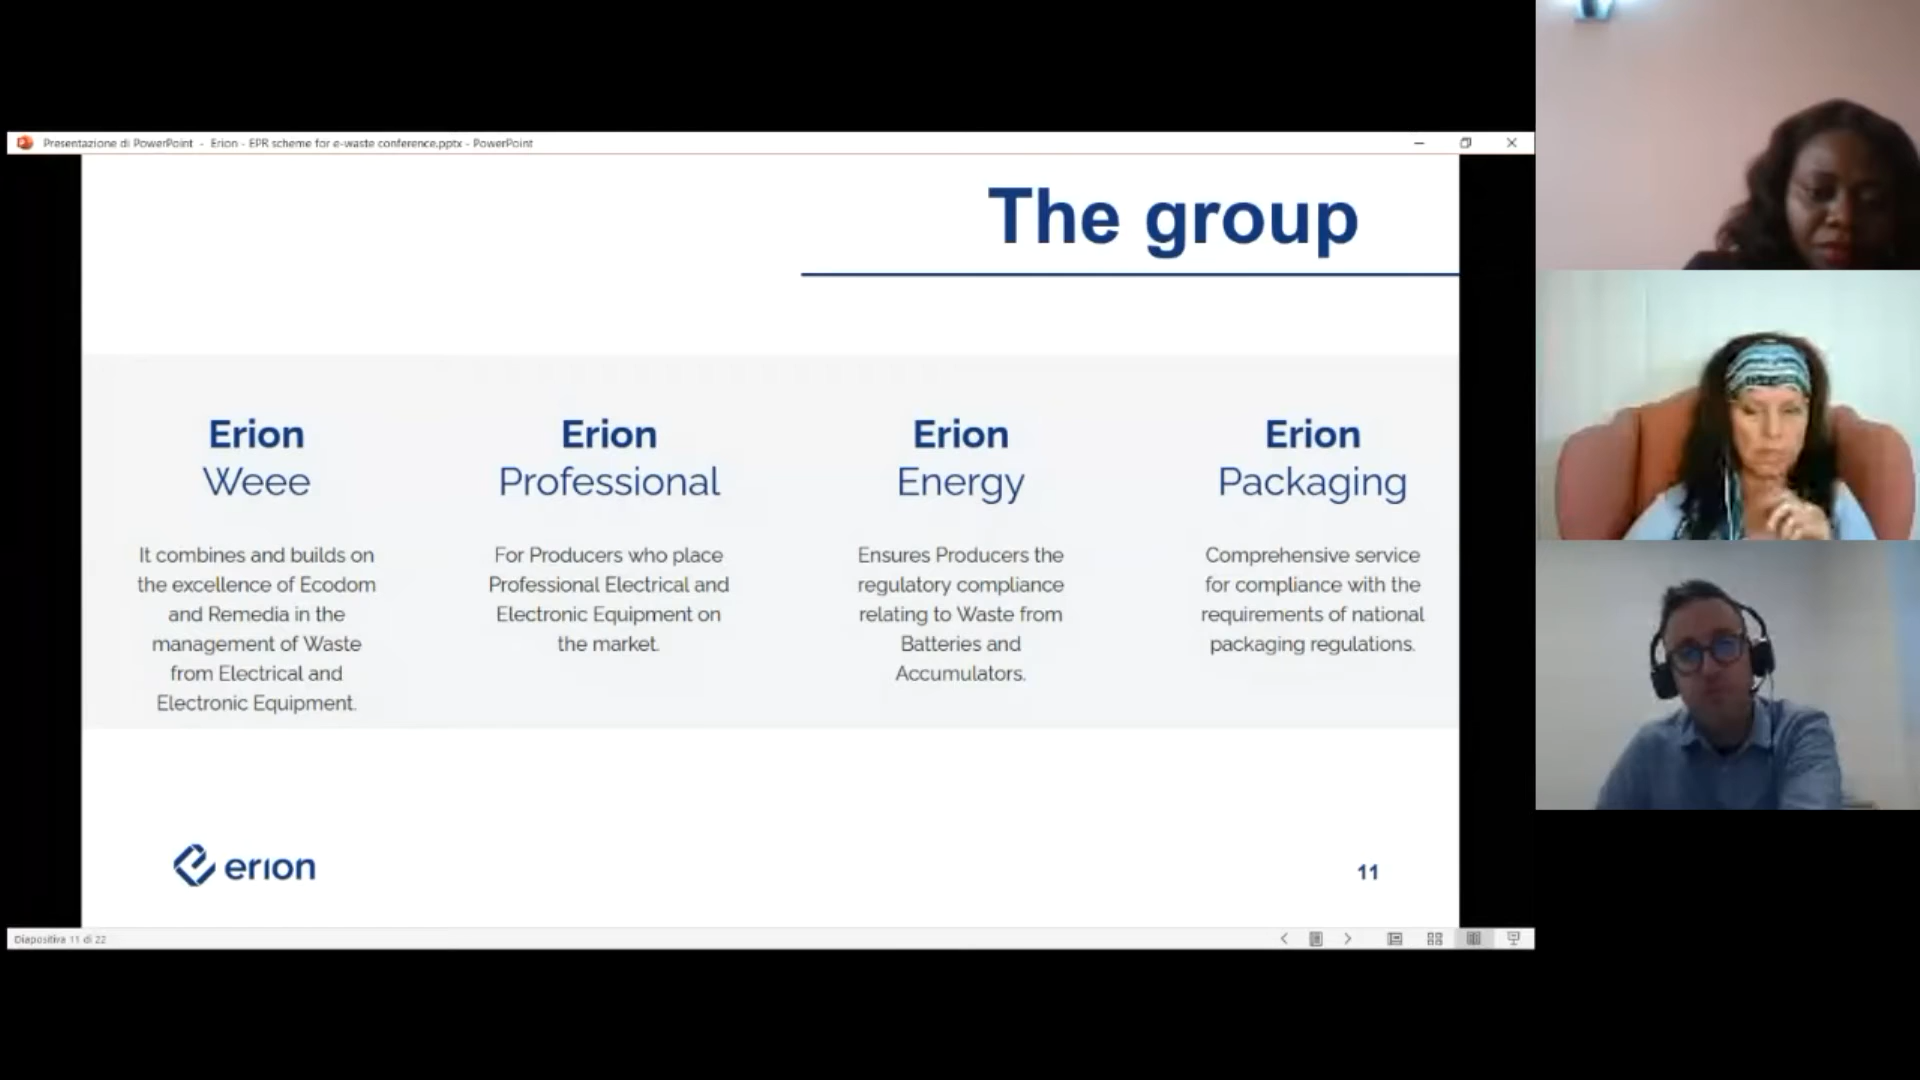 Presentazione di PowerPoint - Erion - EPR scheme for e-waste conference.pptx - PowerPoint
The group
Erion
Weee
It combines and builds on
the excellence of Ecodom
and Remedia in the
management of Waste
from Electrical and
Electronic Equipment.
Erion
Professional
For Producers who place
Professional Electrical and
Electronic Equipment on
the market.
Erion
Energy
Ensures Producers the
regulatory compliance
relating to Waste from
Batteries and
Accumulators.
Erion
Packaging
Comprehensive service
for compliance with the
requirements of national
packaging regulations.
erion
11
Diapositiva 11 di 22